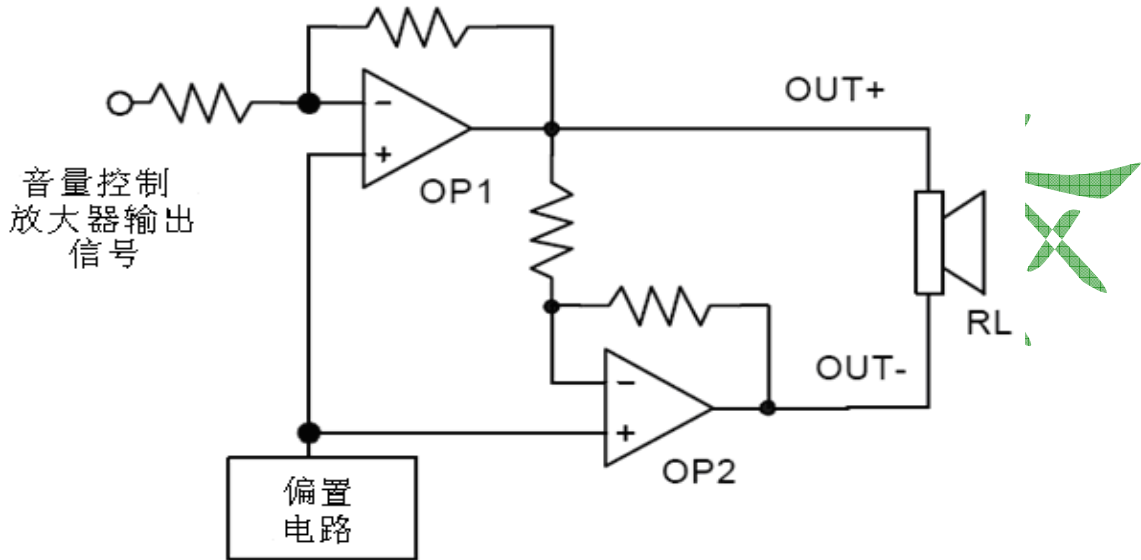 OUT+
音量控制
放大器输出
信号
-
+
OP1
RL
OUT-
-
+
OP2
偏置
电路